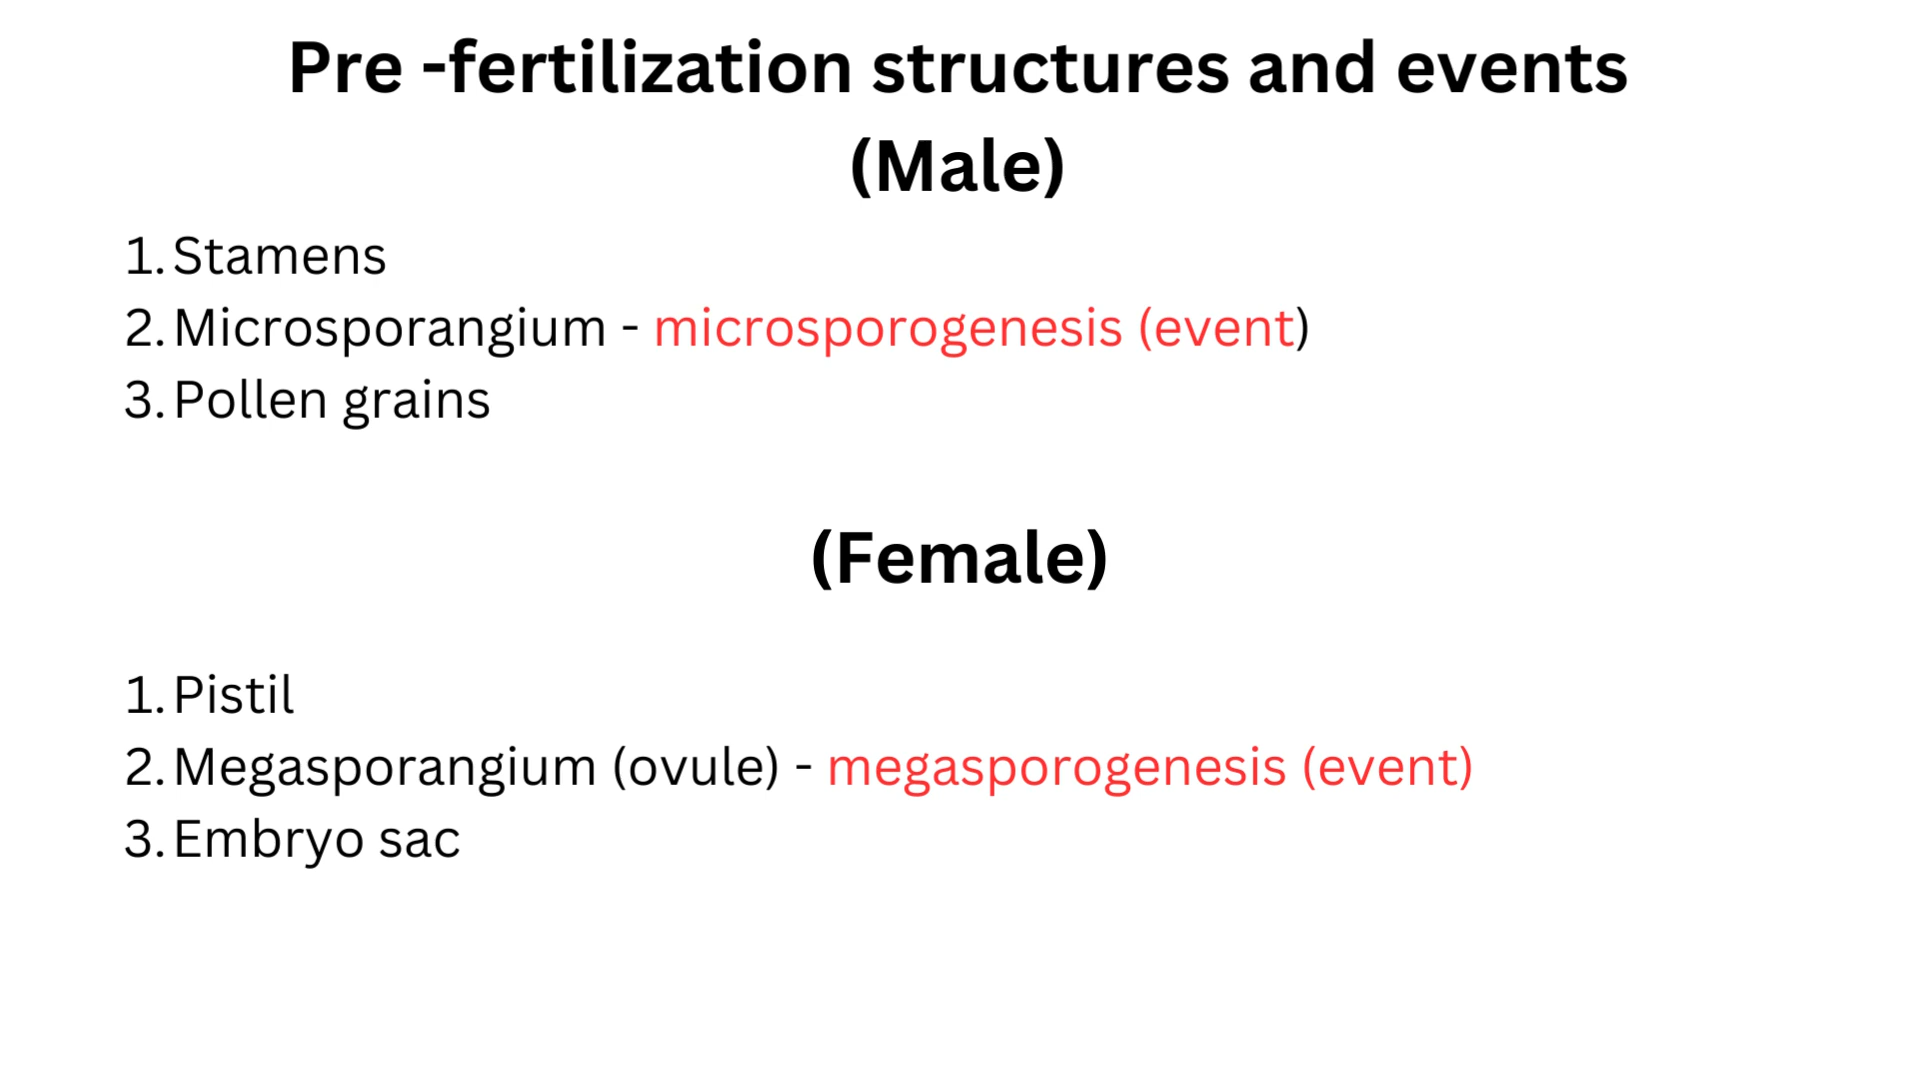 Pre -fertilization structures and events
(Male)
1. Stamens
2. Microsporangium - microsporogenesis (event)
3. Pollen grains
(Female)
1. Pistil
2. Megasporangium (ovule) - megasporogenesis (event)
3. Embryo sac